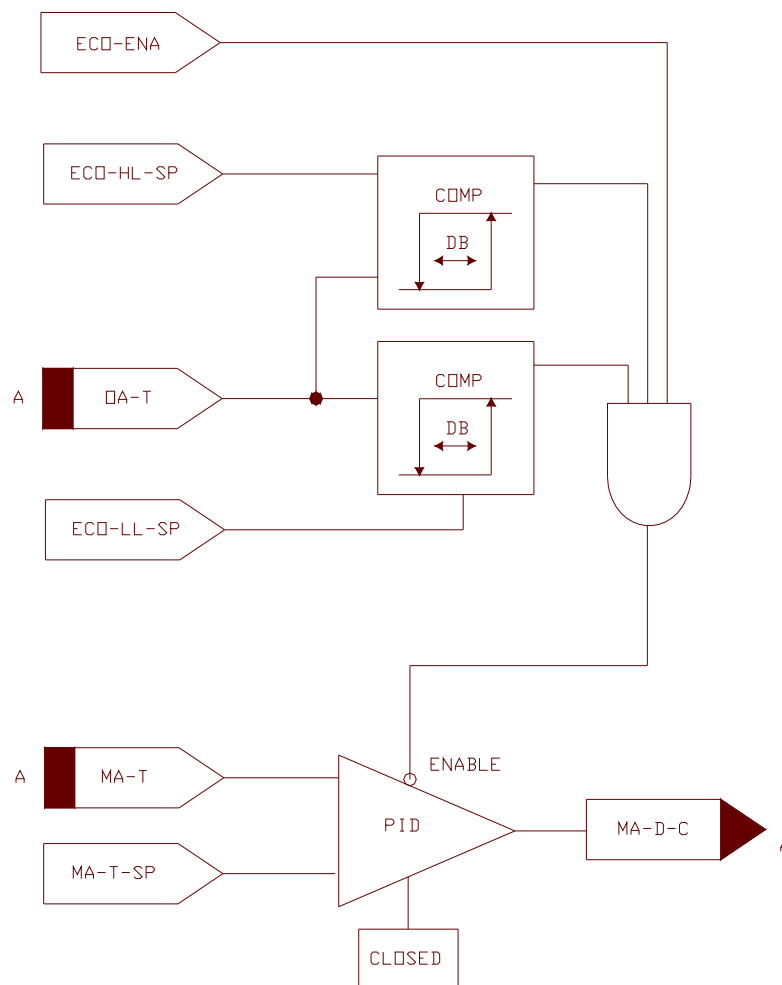 ECO-ENA
ECO-HL-SP
COMP
DB
A
OA-T
COMP
DB
ECO-LL-SP
A
MA-T
ENABLE
PID
MA-D-C
MA-T-SP
CLOSED